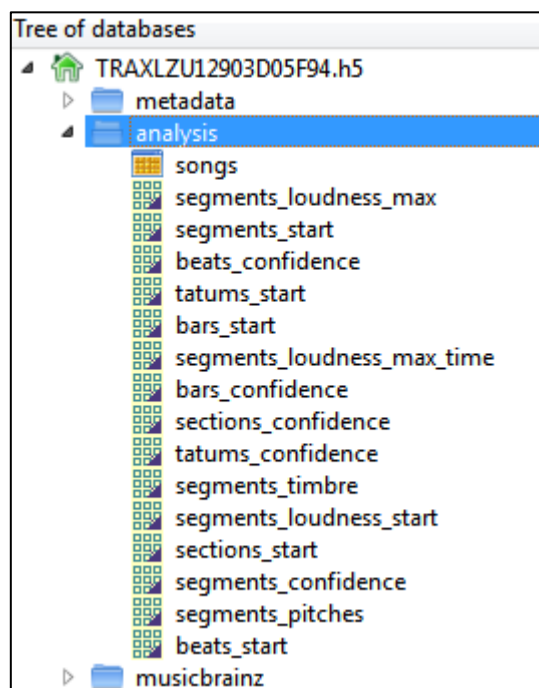 Tree of databases
TRAXLZU12903D05F94.h5
metadata
analysis
songs
segments_loudness_max
segments_start
beats_confidence
tatums_start
bars_start
segments_loudness_max_time
bars_confidence
sections_confidence
tatums_confidence
segments_timbre
segments_loudness_start
sections_start
segments_confidence
segments_pitches
beats_start
musicbrainz